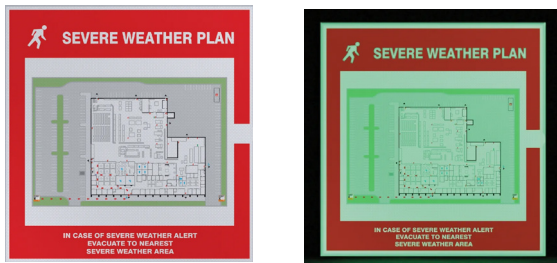 SEVERE WEATHER PLAN
IN CASE OF SEVERE WEATHER ALERT
EVACUATE TO NEAREST
SEVERE WEATHER AREA
SEVERE WEATHER PLAN
IN CASE OF SEVERE WEATHER ALERT
EVACUATE TO NEAREST
SEVERE WEATHER AREA